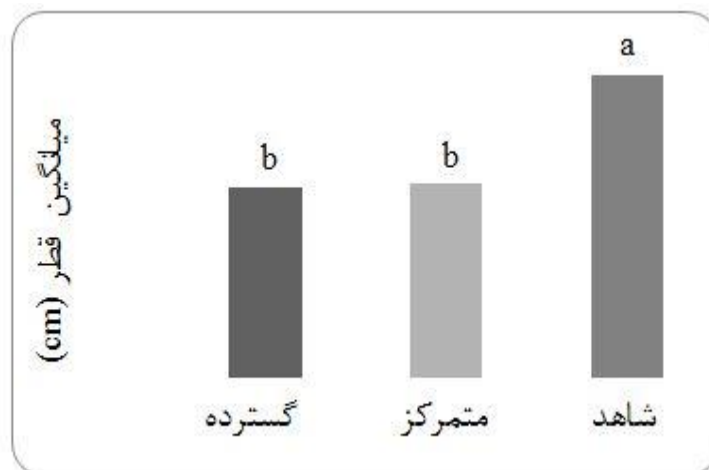 a
b
b
میانگین قطر (cm)
شاهد
متمرکز
گسترده